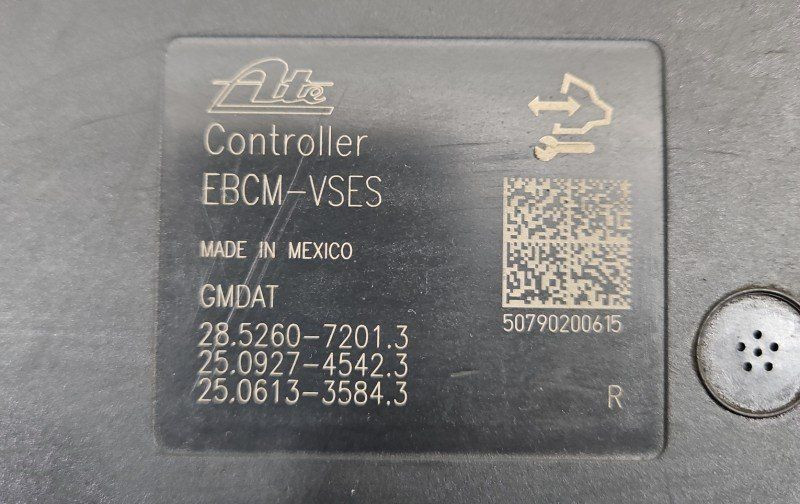 Ate
Controller
EBCM-VSES
MADE IN MEXICO
GMDAT
28.5260-7201.3
25.0927-4542.3
25.0613-3584.3
50790200615
R